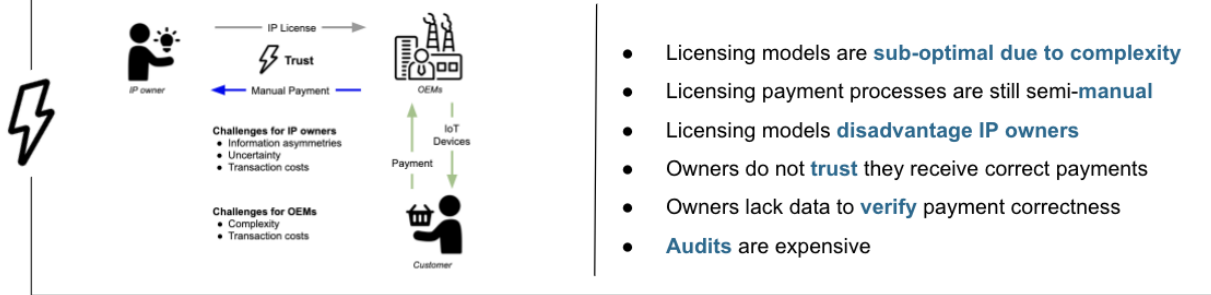 IP License
Trust
IP owner
Manual Payment
OEMs
Challenges for IP owners
● Information asymmetries
● Uncertainty
● Transaction costs
IoT
Devices
Payment
Challenges for OEMs
● Complexity
● Transaction costs
Customer
● Licensing models are sub-optimal due to complexity
● Licensing payment processes are still semi-manual
● Licensing models disadvantage IP owners
● Owners do not trust they receive correct payments
● Owners lack data to verify payment correctness
● Audits are expensive